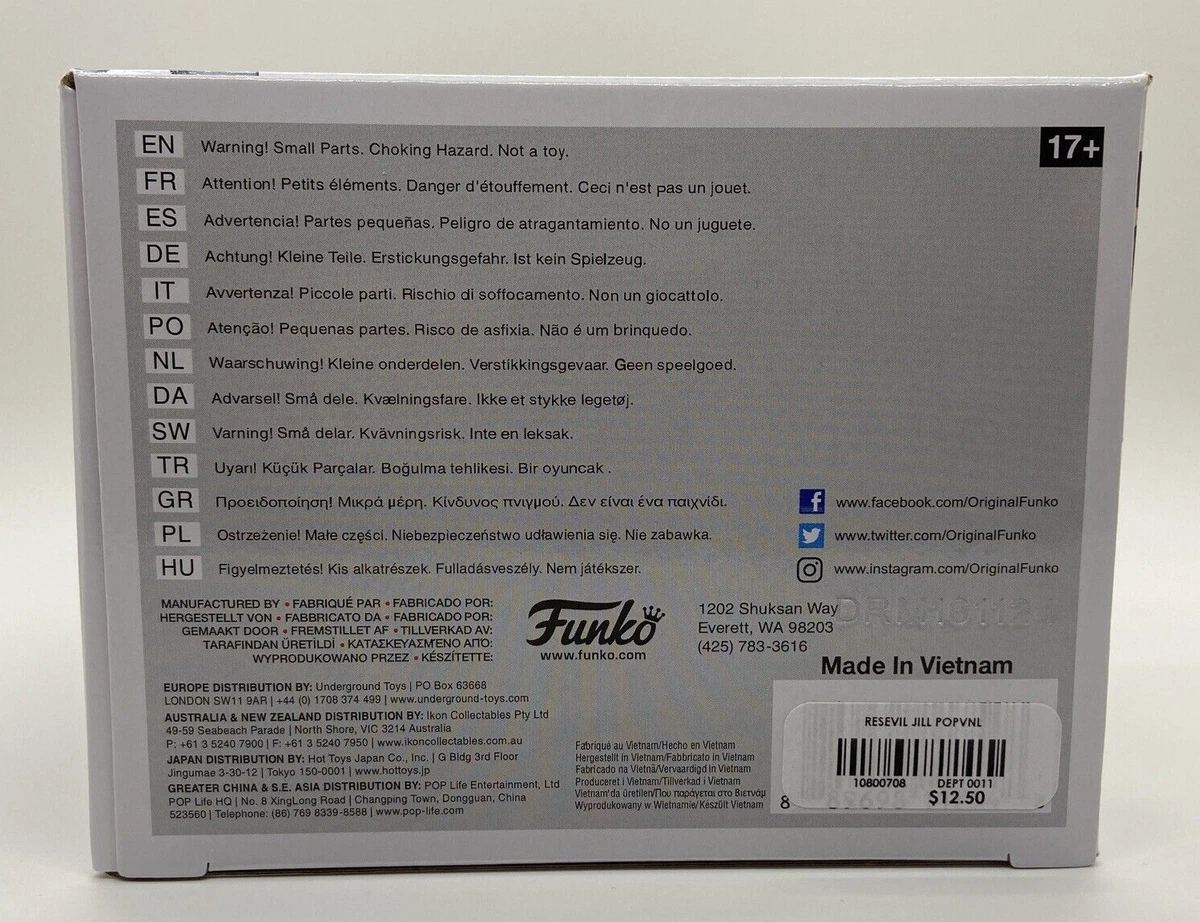 17+
EN Warning! Small Parts. Choking Hazard. Not a toy.
FR Attention! Petits éléments. Danger d'étouffement. Ceci n'est pas un jouet.
ES Advertencia! Partes pequeñas. Peligro de atragantamiento. No un juguete.
DE Achtung! Kleine Teile. Erstickungsgefahr. Ist kein Spielzeug.
IT Avvertenza! Piccole parti. Rischio di soffocamento. Non un giocattolo.
PO Atenção! Pequenas partes. Risco de asfixia. Não é um brinquedo.
NL Waarschuwing! Kleine onderdelen. Verstikkingsgevaar. Geen speelgoed.
DA Advarsel! Små dele. Kvælningsfare. Ikke et stykke legetøj.
SW Varning! Små delar. Kvävningsrisk. Inte en leksak.
TR Uyarı! Küçük Parçalar. Boğulma tehlikesi. Bir oyuncak .
GR Προειδοποίηση! Μικρά μέρη. Κίνδυνος πνιγμού. Δεν είναι ένα παιχνίδι.
PL Ostrzeżenie! Małe części. Niebezpieczeństwo udławienia się. Nie zabawka.
HU Figyelmeztetés! Kis alkatrészek. Fulladásveszély. Nem játékszer.
www.facebook.com/OriginalFunko
www.twitter.com/OriginalFunko
www.instagram.com/OriginalFunko
MANUFACTURED BY • FABRIQUÉ PAR • FABRICADO POR:
HERGESTELLT VON • FABBRICATO DA • FABRICADO POR:
GEMAAKT DOOR • FREMSTILLET AF • TILLVERKAD AV:
TARAFINDAN ÜRETİLDİ • ΚΑΤΑΣΚΕΥΑΣΜΈΝΟ ΑΠΌ:
WYPRODUKOWANO PRZEZ • KÉSZÍTETTE:
Funko
www.funko.com
1202 Shuksan Way
Everett, WA 98203
(425) 783-3616
Made In Vietnam
EUROPE DISTRIBUTION BY: Underground Toys | PO Box 63668
LONDON SW11 9AR | +44 (0) 1708 374 499 | www.underground-toys.com
AUSTRALIA & NEW ZEALAND DISTRIBUTION BY: Ikon Collectables Pty Ltd
49-59 Seabeach Parade | North Shore, VIC 3214 Australia
P: +61 3 5240 7900 | F: +61 3 5240 7950 | www.ikoncollectables.com.au
JAPAN DISTRIBUTION BY: Hot Toys Japan Co., Inc. | G Bldg 3rd Floor
Jingumae 3-30-12 | Tokyo 150-0001 | www.hottoys.jp
GREATER CHINA & S.E. ASIA DISTRIBUTION BY: POP Life Entertainment, Ltd
POP Life HQ | No. 8 XingLong Road | Changping Town, Dongguan, China
523560 | Telephone: (86) 769 8339-8588 | www.pop-life.com
Fabriqué au Vietnam/Hecho en Vietnam
Hergestellt in Vietnam/Fabbricato in Vietnam
Fabricado na Vietnã/Vervaardigd in Vietnam
Produceret i Vietnam/Tillverkad i Vietnam
Vietnam'da üretilen/Που παράγεται στο Βιετνάμ
Wyprodukowany w Wietnamie/Készült Vietnam
RESEVIL JILL POPVNL
10800708 DEPT 0011
$12.50
8